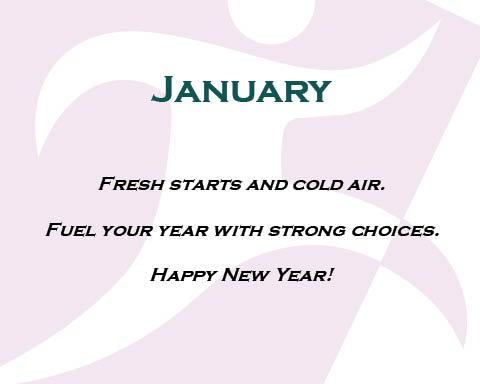 January
Fresh starts and cold air.
Fuel your year with strong choices.
Happy New Year!